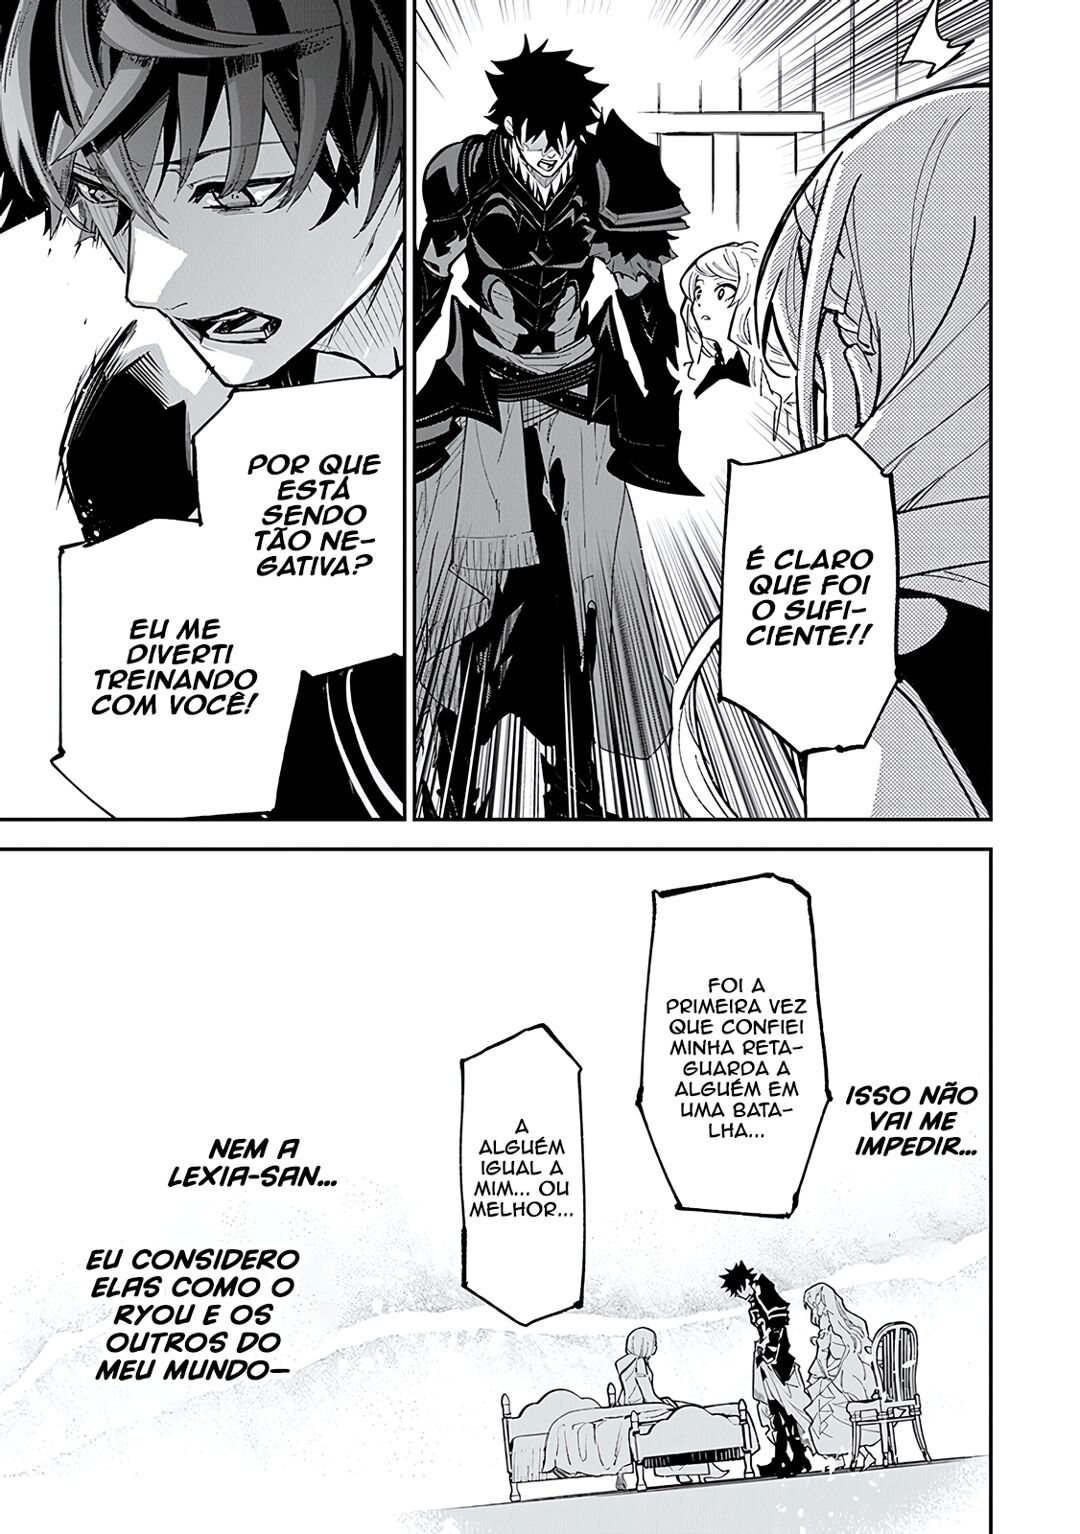 É CLARO
QUE FOI
O SUFI-
CIENTE!!
POR QUE
ESTÁ
SENDO
TÃO NE-
GATIVA?
EU ME
DIVERTI
TREINANDO
COM VOCÊ!
ISSO NÃO
VAI ME
IMPEDIR...
FOI A
PRIMEIRA VEZ
QUE CONFIEI
MINHA RETA-
GUARDA A
ALGUÉM EM
UMA BATA-
LHA...
A
ALGUÉM
IGUAL A
MIM... OU
MELHOR...
NEM A
LEXIA-SAN...
EU CONSIDERO
ELAS COMO O
RYOU E OS
OUTROS DO
MEU MUNDO—